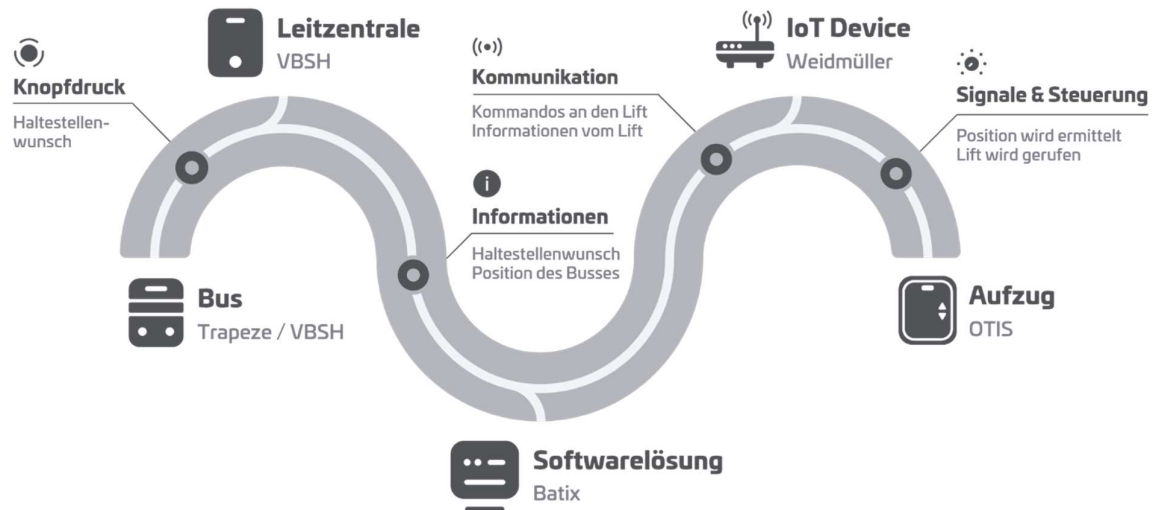 Leitzentrale
VBSH
Knopfdruck
Haltestellen-
wunsch
Bus
Trapeze / VBSH
Informationen
Haltestellenwunsch
Position des Busses
Softwarelösung
Batix
Kommunikation
Kommandos an den Lift
Informationen vom Lift
IoT Device
Weidmüller
Signale & Steuerung
Position wird ermittelt
Lift wird gerufen
Aufzug
OTIS